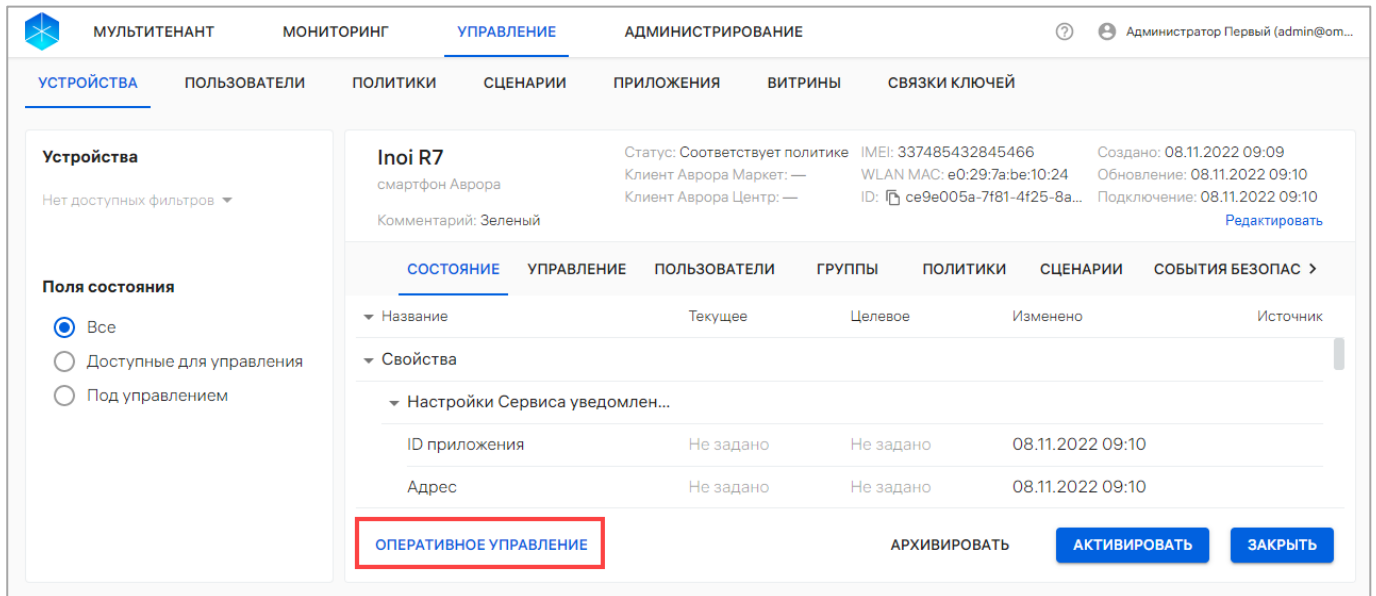 МУЛЬТИТЕНАНТ МОНИТОРИНГ УПРАВЛЕНИЕ АДМИНИСТРИРОВАНИЕ ? Администратор Первый (admin@om...
УСТРОЙСТВА ПОЛЬЗОВАТЕЛИ ПОЛИТИКИ СЦЕНАРИИ ПРИЛОЖЕНИЯ ВИТРИНЫ СВЯЗКИ КЛЮЧЕЙ
Устройства
Нет доступных фильтров
Поля состояния
Все
Доступные для управления
Под управлением
Inoi R7
смартфон Аврора
Комментарий: Зеленый
Статус: Соответствует политике
Клиент Аврора Маркет: —
Клиент Аврора Центр: —
IMEI: 337485432845466
WLAN MAC: e0:29:7a:be:10:24
ID: ce9e005a-7f81-4f25-8a...
Создано: 08.11.2022 09:09
Обновление: 08.11.2022 09:10
Подключение: 08.11.2022 09:10
Редактировать
СОСТОЯНИЕ УПРАВЛЕНИЕ ПОЛЬЗОВАТЕЛИ ГРУППЫ ПОЛИТИКИ СЦЕНАРИИ СОБЫТИЯ БЕЗОПАС
Название Текущее Целевое Изменено Источник
Свойства
Настройки Сервиса уведомлен...
ID приложения Не задано Не задано 08.11.2022 09:10
Адрес Не задано Не задано 08.11.2022 09:10
ОПЕРАТИВНОЕ УПРАВЛЕНИЕ АРХИВИРОВАТЬ АКТИВИРОВАТЬ ЗАКРЫТЬ